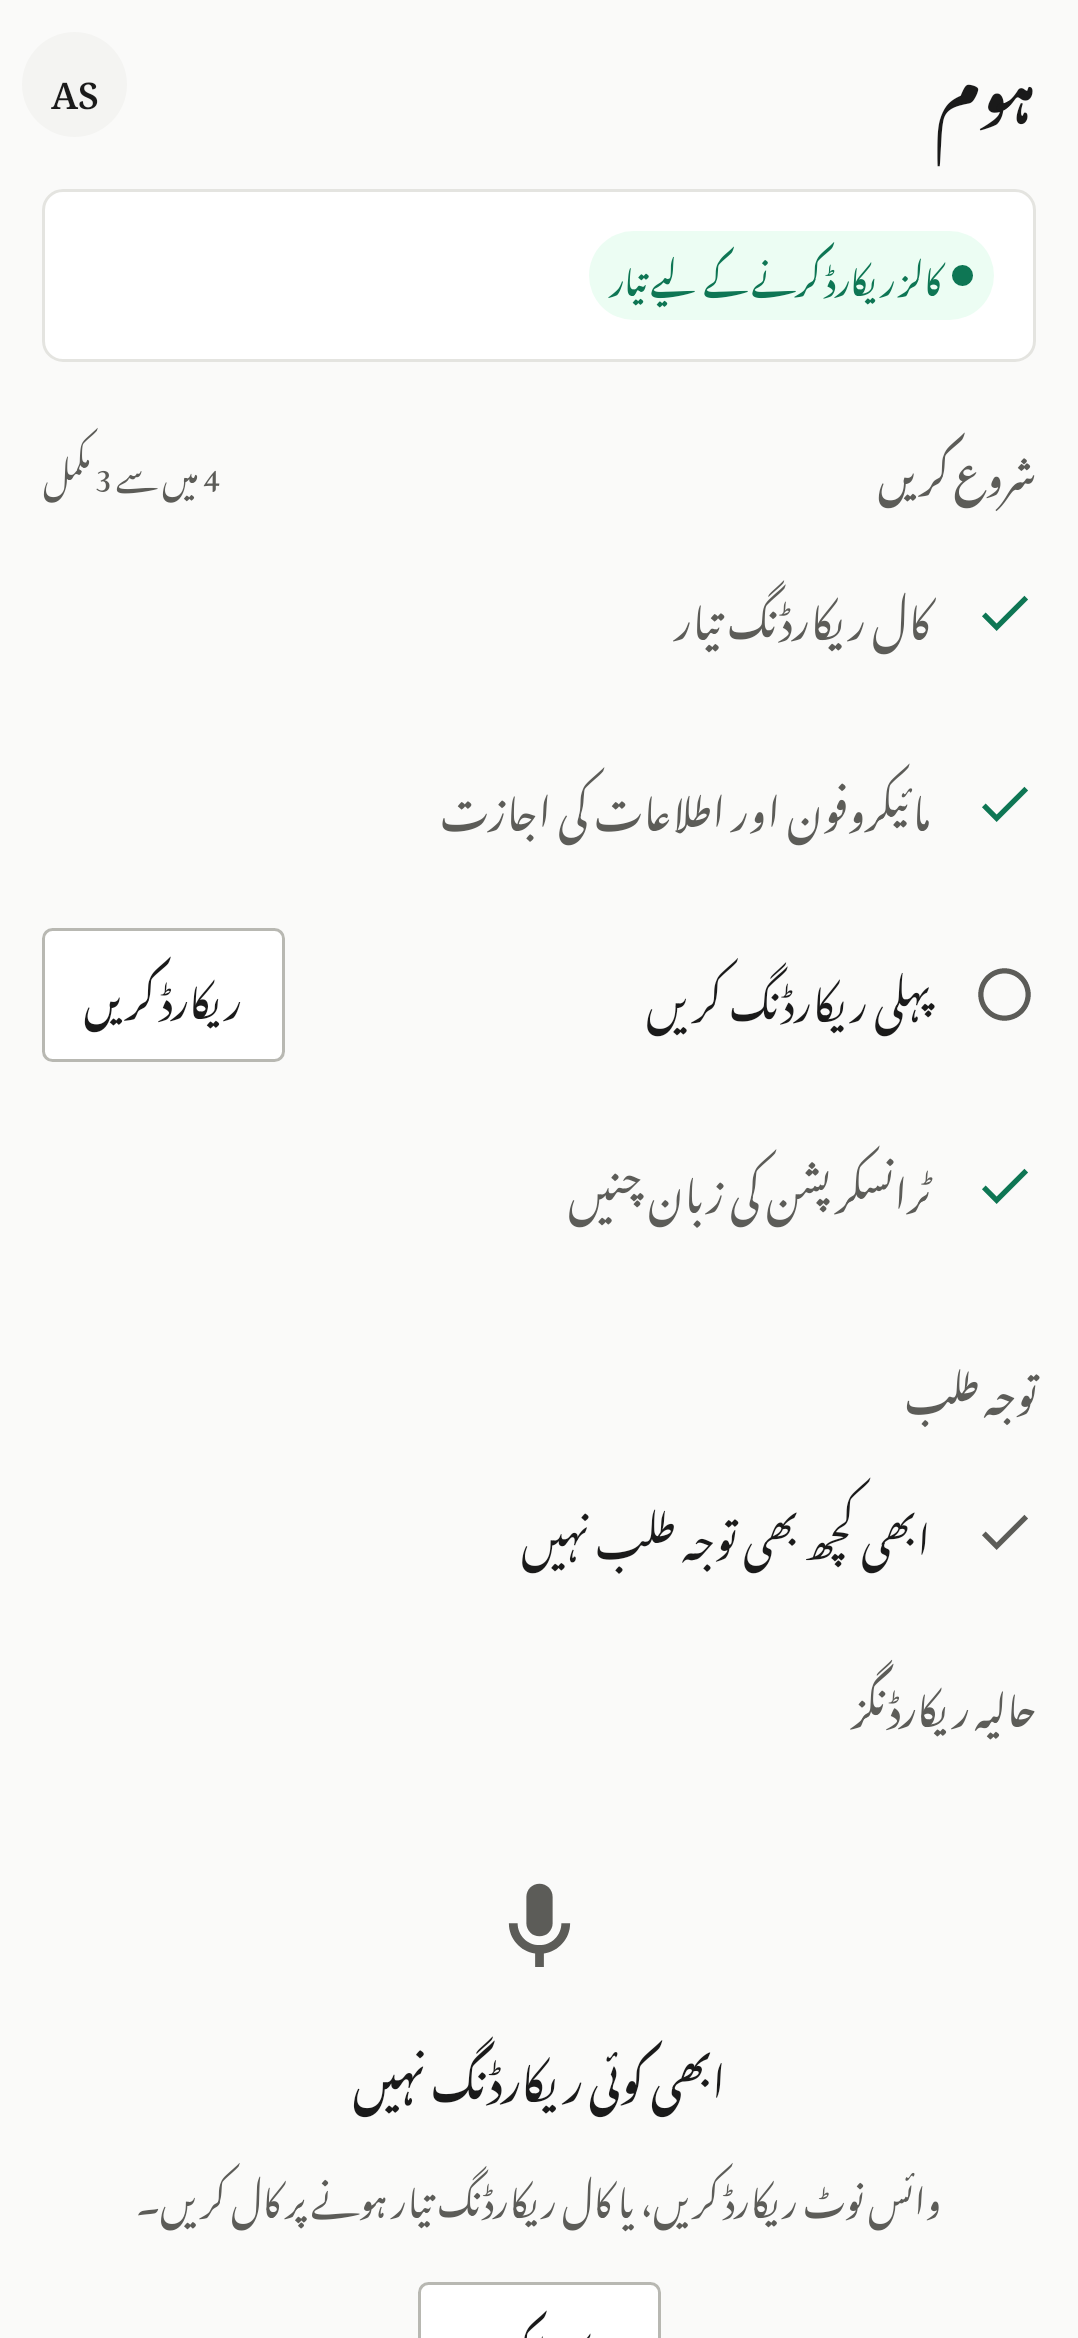 ہوم
AS
کالز ریکارڈ کرنے کے لیے تیار
شروع کریں
4 میں سے 3 مکمل
کال ریکارڈنگ تیار
مائیکروفون اور اطلاعات کی اجازت
پہلی ریکارڈنگ کریں
ریکارڈ کریں
ٹرانسکرپشن کی زبان چنیں
توجہ طلب
ابھی کچھ بھی توجہ طلب نہیں
حالیہ ریکارڈنگز
ابھی کوئی ریکارڈنگ نہیں
وائس نوٹ ریکارڈ کریں، یا کال ریکارڈنگ تیار ہونے پر کال کریں۔